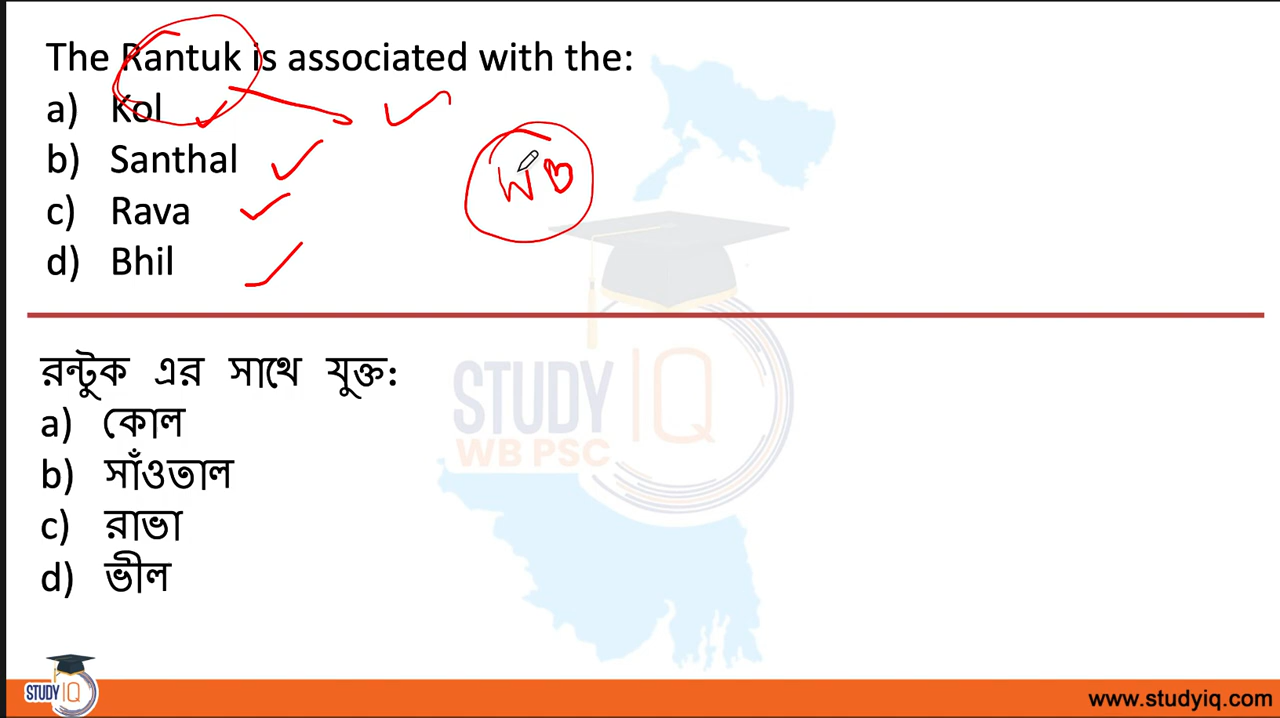 The Rantuk is associated with the:
a) Kol
b) Santhal
WB
c) Rava
d) Bhil
রন্টুক এর সাথে যুক্ত:
a) কোল
b) সাঁওতাল
c) রাভা
d) ভীল
STUDY IQ
WB PSC
STUDY IQ
www.studyiq.com